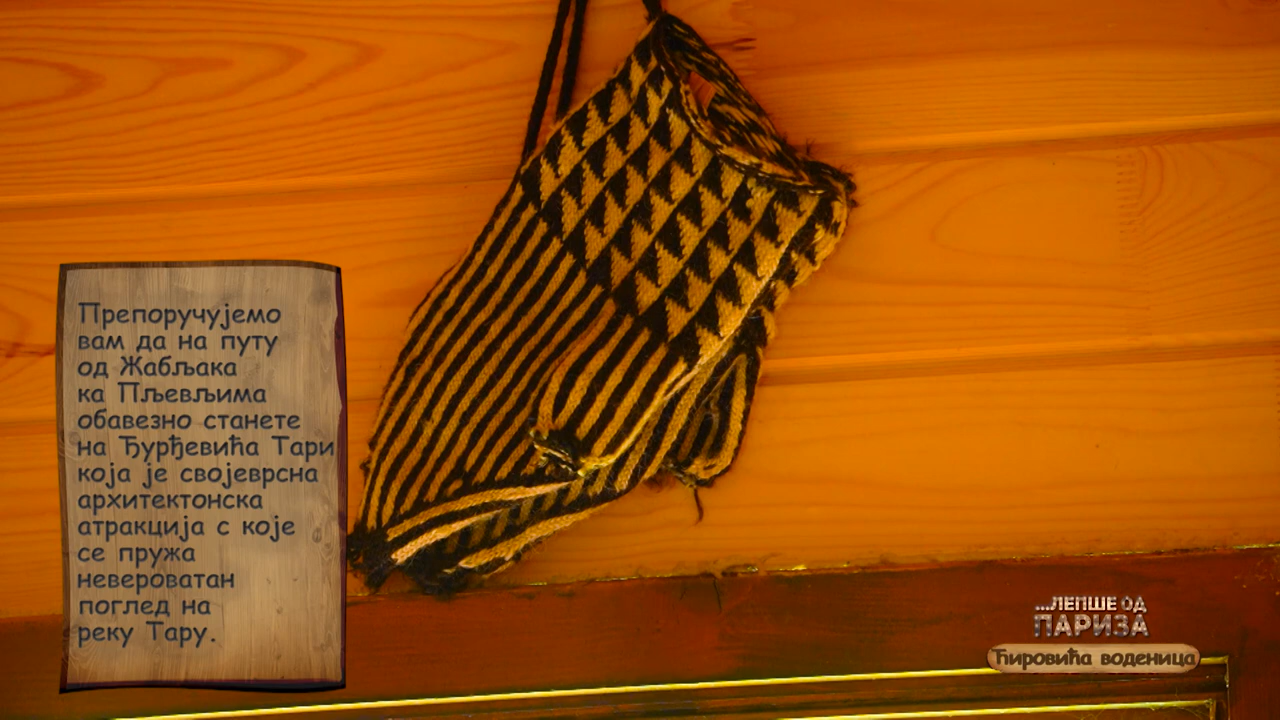 Препоручујемо
вам да на путу
од Жабљака
ка Пљевљима
обавезно станете
на Ђурђевића Тари
која је својеврсна
архитектонска
атракција с које
се пружа
невероватан
поглед на
реку Тару.
...ЛЕПШЕ ОД
ПАРИЗА
Ћировића воденица